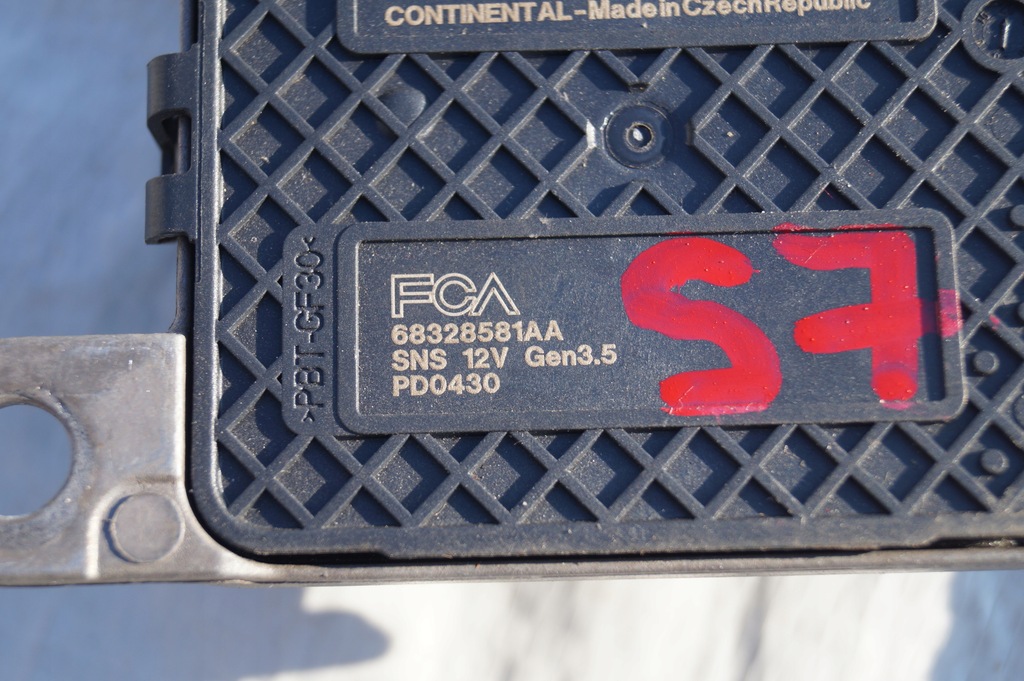 CONTINENTAL-Made in Czech Republic
>PBT-GF30<
FCA
68328581AA
SNS 12V Gen3.5
PD0430
S7